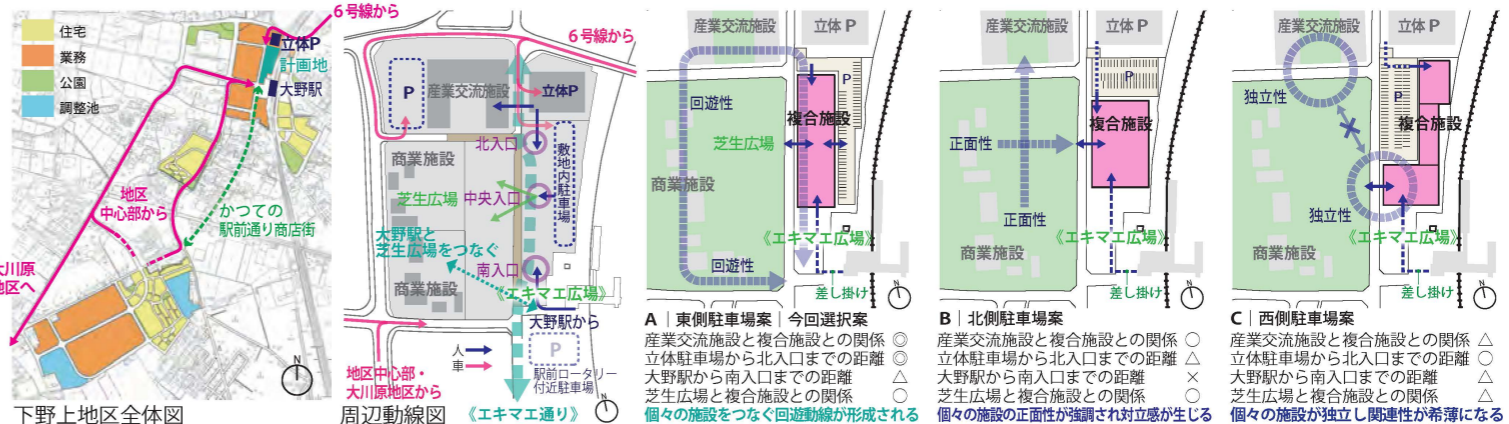 住宅
業務
公園
調整池
6号線から
立体P
計画地
大野駅
地区
中心部から
かつての
駅前通り商店街
大川原
地区へ
N
下野上地区全体図
6号線から
P
産業交流施設
立体P
北入口
敷地内駐車場
商業施設
芝生広場
中央入口
大野駅と
芝生広場をつなぐ
南入口
《エキマエ広場》
商業施設
大野駅から
人
車
P
駅前ロータリー
付近駐車場
地区中心部・
大川原地区から
《エキマエ通り》
N
周辺動線図
産業交流施設
立体 P
P
回遊性
複合施設
芝生広場
商業施設
《エキマエ広場》
回遊性
差し掛け
N
A｜東側駐車場案｜今回選択案
産業交流施設と複合施設との関係 ◎
立体駐車場から北入口までの距離 ◎
大野駅から南入口までの距離 △
芝生広場と複合施設との関係 ○
個々の施設をつなぐ回遊動線が形成される
産業交流施設
立体 P
P
複合施設
正面性
正面性
《エキマエ広場》
商業施設
差し掛け
N
B｜北側駐車場案
産業交流施設と複合施設との関係 ○
立体駐車場から北入口までの距離 △
大野駅から南入口までの距離 ×
芝生広場と複合施設との関係 ○
個々の施設の正面性が強調され対立感が生じる
産業交流施設
立体 P
独立性
P
複合施設
独立性
《エキマエ広場》
商業施設
差し掛け
N
C｜西側駐車場案
産業交流施設と複合施設との関係 △
立体駐車場から北入口までの距離 ○
大野駅から南入口までの距離 △
芝生広場と複合施設との関係 △
個々の施設が独立し関連性が希薄になる